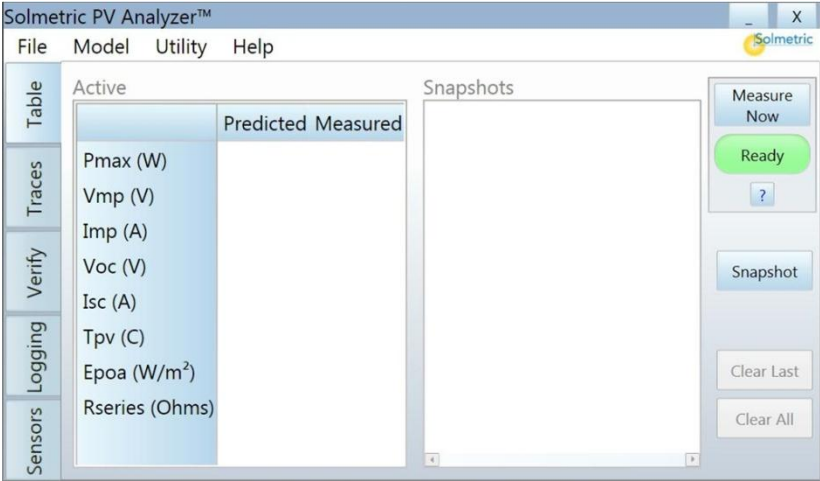 Solmetric PV Analyzer™
_ X
File Model Utility Help
Solmetric
Table
Traces
Verify
Logging
Sensors
Active
Predicted Measured
Pmax (W)
Vmp (V)
Imp (A)
Voc (V)
Isc (A)
Tpv (C)
Epoa (W/m²)
Rseries (Ohms)
Snapshots
Measure
Now
Ready
?
Snapshot
Clear Last
Clear All